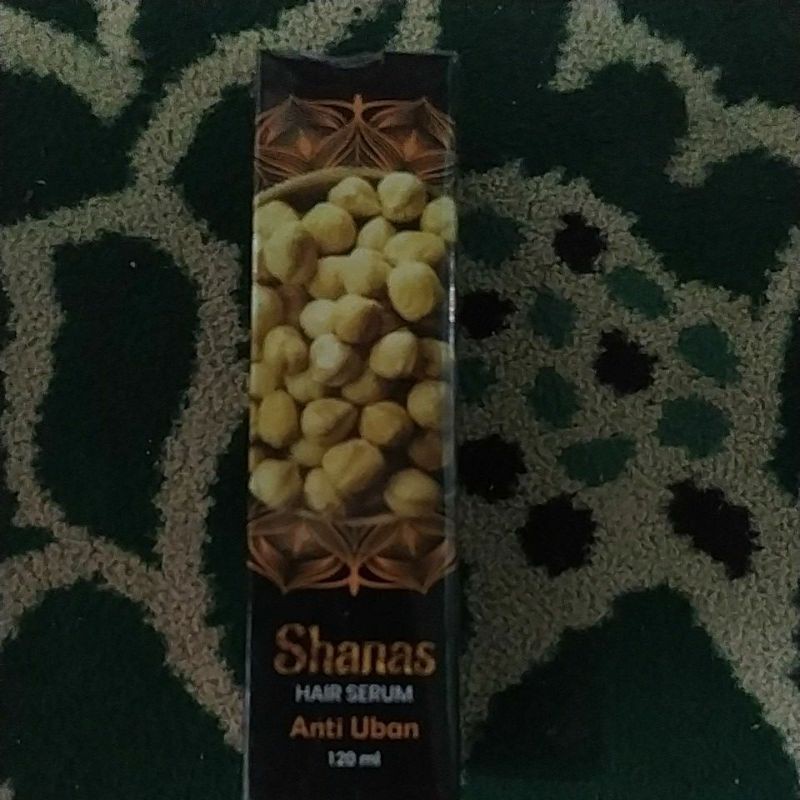 Shanas
HAIR SERUM
Anti Uban
120 ml